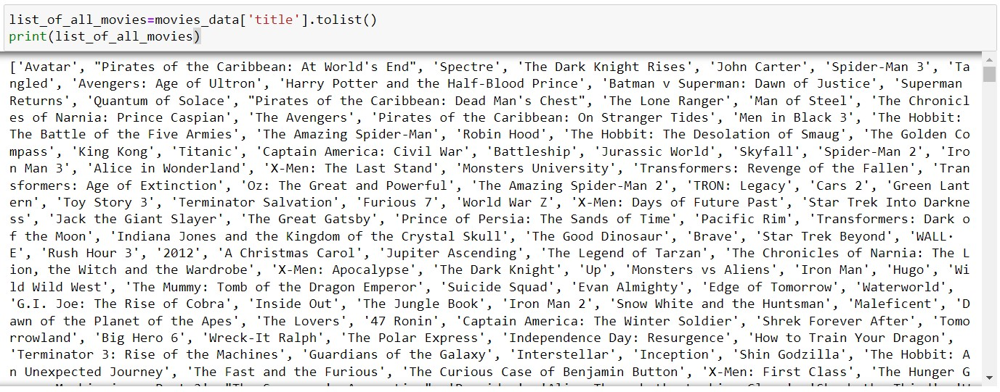 list_of_all_movies=movies_data['title'].tolist()
print(list_of_all_movies)
['Avatar', "Pirates of the Caribbean: At World's End", 'Spectre', 'The Dark Knight Rises', 'John Carter', 'Spider-Man 3', 'Ta
ngled', 'Avengers: Age of Ultron', 'Harry Potter and the Half-Blood Prince', 'Batman v Superman: Dawn of Justice', 'Superman
Returns', 'Quantum of Solace', "Pirates of the Caribbean: Dead Man's Chest", 'The Lone Ranger', 'Man of Steel', 'The Chronicl
es of Narnia: Prince Caspian', 'The Avengers', 'Pirates of the Caribbean: On Stranger Tides', 'Men in Black 3', 'The Hobbit:
The Battle of the Five Armies', 'The Amazing Spider-Man', 'Robin Hood', 'The Hobbit: The Desolation of Smaug', 'The Golden Co
mpass', 'King Kong', 'Titanic', 'Captain America: Civil War', 'Battleship', 'Jurassic World', 'Skyfall', 'Spider-Man 2', 'Iro
n Man 3', 'Alice in Wonderland', 'X-Men: The Last Stand', 'Monsters University', 'Transformers: Revenge of the Fallen', 'Tran
sformers: Age of Extinction', 'Oz: The Great and Powerful', 'The Amazing Spider-Man 2', 'TRON: Legacy', 'Cars 2', 'Green Lant
ern', 'Toy Story 3', 'Terminator Salvation', 'Furious 7', 'World War Z', 'X-Men: Days of Future Past', 'Star Trek Into Darkne
ss', 'Jack the Giant Slayer', 'The Great Gatsby', 'Prince of Persia: The Sands of Time', 'Pacific Rim', 'Transformers: Dark o
f the Moon', 'Indiana Jones and the Kingdom of the Crystal Skull', 'The Good Dinosaur', 'Brave', 'Star Trek Beyond', 'WALL·
E', 'Rush Hour 3', '2012', 'A Christmas Carol', 'Jupiter Ascending', 'The Legend of Tarzan', 'The Chronicles of Narnia: The L
ion, the Witch and the Wardrobe', 'X-Men: Apocalypse', 'The Dark Knight', 'Up', 'Monsters vs Aliens', 'Iron Man', 'Hugo', 'Wi
ld Wild West', 'The Mummy: Tomb of the Dragon Emperor', 'Suicide Squad', 'Evan Almighty', 'Edge of Tomorrow', 'Waterworld',
'G.I. Joe: The Rise of Cobra', 'Inside Out', 'The Jungle Book', 'Iron Man 2', 'Snow White and the Huntsman', 'Maleficent', 'D
awn of the Planet of the Apes', 'The Lovers', '47 Ronin', 'Captain America: The Winter Soldier', 'Shrek Forever After', 'Tomo
rrowland', 'Big Hero 6', 'Wreck-It Ralph', 'The Polar Express', 'Independence Day: Resurgence', 'How to Train Your Dragon',
'Terminator 3: Rise of the Machines', 'Guardians of the Galaxy', 'Interstellar', 'Inception', 'Shin Godzilla', 'The Hobbit: A
n Unexpected Journey', 'The Fast and the Furious', 'The Curious Case of Benjamin Button', 'X-Men: First Class', 'The Hunger G